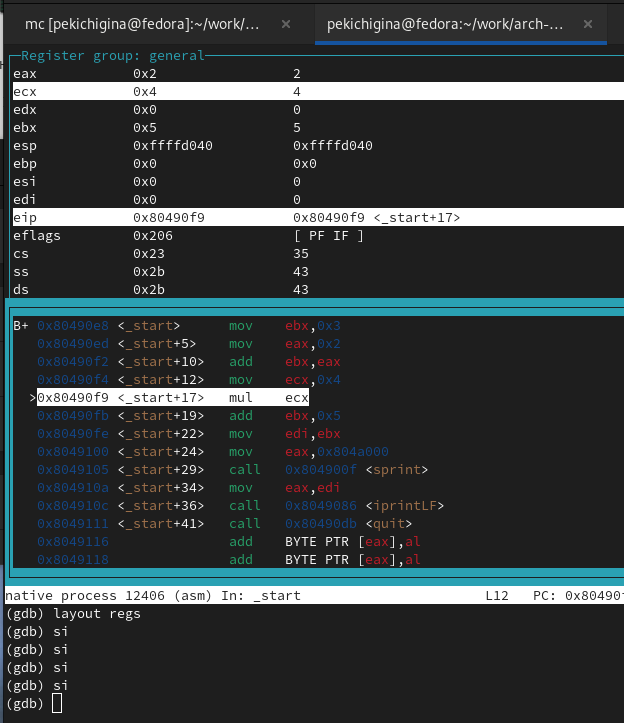 mc [pekichigina@fedora]:~/work/... ×
pekichigina@fedora:~/work/arch-... ×
Register group: general
eax 0x2 2
ecx 0x4 4
edx 0x0 0
ebx 0x5 5
esp 0xffffd040 0xffffd040
ebp 0x0 0x0
esi 0x0 0
edi 0x0 0
eip 0x80490f9 0x80490f9 <_start+17>
eflags 0x206 [ PF IF ]
cs 0x23 35
ss 0x2b 43
ds 0x2b 43
B+ 0x80490e8 <_start> mov ebx,0x3
0x80490ed <_start+5> mov eax,0x2
0x80490f2 <_start+10> add ebx,eax
0x80490f4 <_start+12> mov ecx,0x4
>0x80490f9 <_start+17> mul ecx
0x80490fb <_start+19> add ebx,0x5
0x80490fe <_start+22> mov edi,ebx
0x8049100 <_start+24> mov eax,0x804a000
0x8049105 <_start+29> call 0x804900f <sprint>
0x804910a <_start+34> mov eax,edi
0x804910c <_start+36> call 0x8049086 <iprintLF>
0x8049111 <_start+41> call 0x80490db <quit>
0x8049116 add BYTE PTR [eax],al
0x8049118 add BYTE PTR [eax],al
native process 12406 (asm) In: _start L12 PC: 0x80490
(gdb) layout regs
(gdb) si
(gdb) si
(gdb) si
(gdb) si
(gdb)